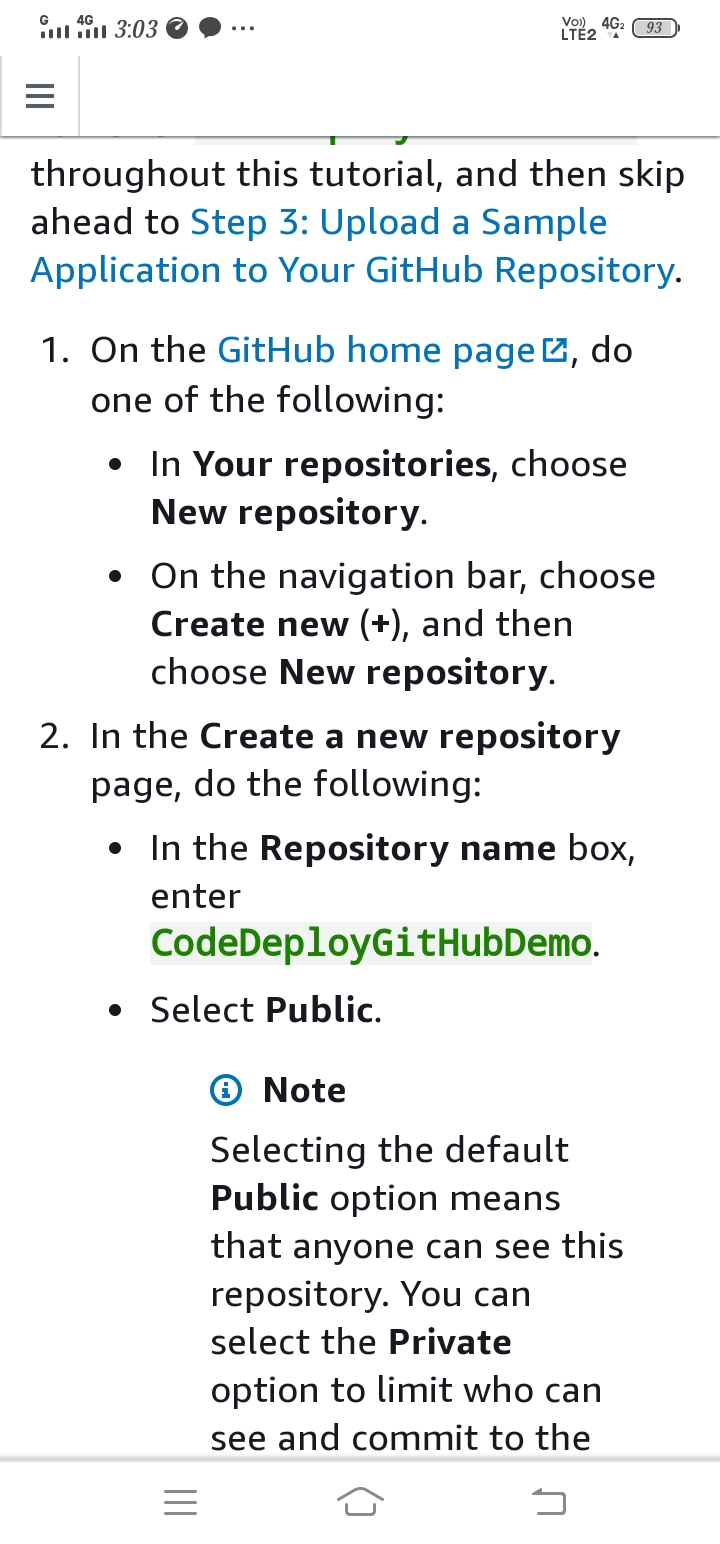 G 4G 3:03 ... Vo)) LTE2 4G2 93
throughout this tutorial, and then skip
ahead to Step 3: Upload a Sample
Application to Your GitHub Repository.
1. On the GitHub home page, do
one of the following:
• In Your repositories, choose
New repository.
• On the navigation bar, choose
Create new (+), and then
choose New repository.
2. In the Create a new repository
page, do the following:
• In the Repository name box,
enter
CodeDeployGitHubDemo.
• Select Public.
Note
Selecting the default
Public option means
that anyone can see this
repository. You can
select the Private
option to limit who can
see and commit to the